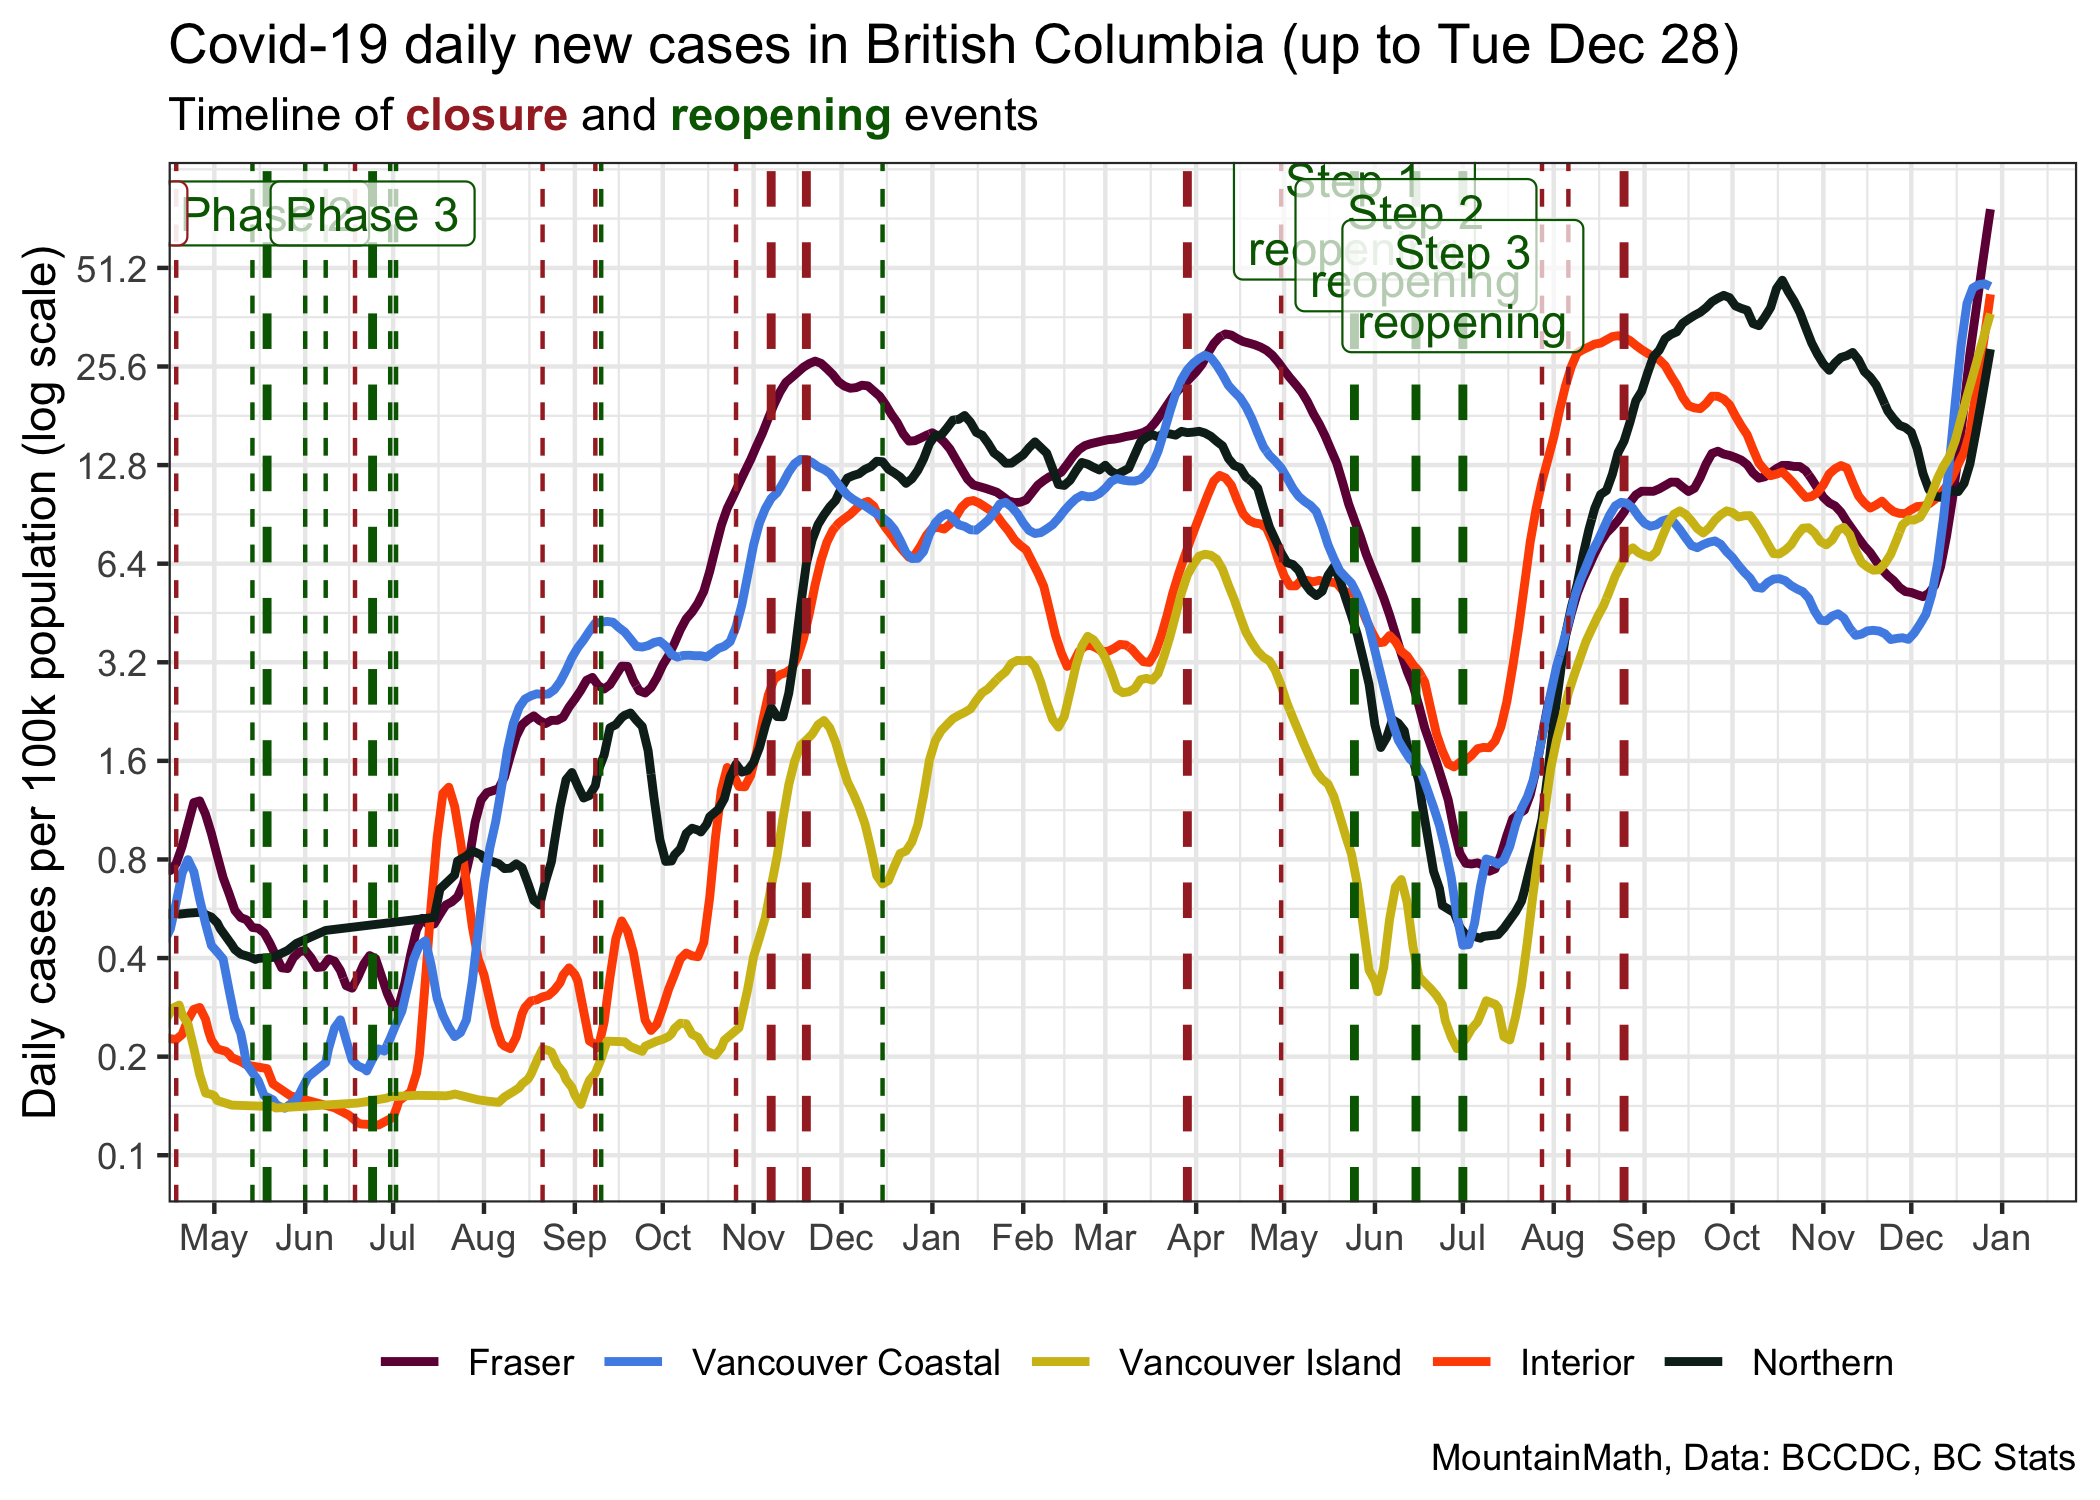 Covid-19 daily new cases in British Columbia (up to Tue Dec 28)
Timeline of closure and reopening events
Phase 2
Phase 3
Step 1
reopening
Step 2
reopening
Step 3
reopening
Daily cases per 100k population (log scale)
51.2
25.6
12.8
6.4
3.2
1.6
0.8
0.4
0.2
0.1
May Jun Jul Aug Sep Oct Nov Dec Jan Feb Mar Apr May Jun Jul Aug Sep Oct Nov Dec Jan
Fraser Vancouver Coastal Vancouver Island Interior Northern
MountainMath, Data: BCCDC, BC Stats